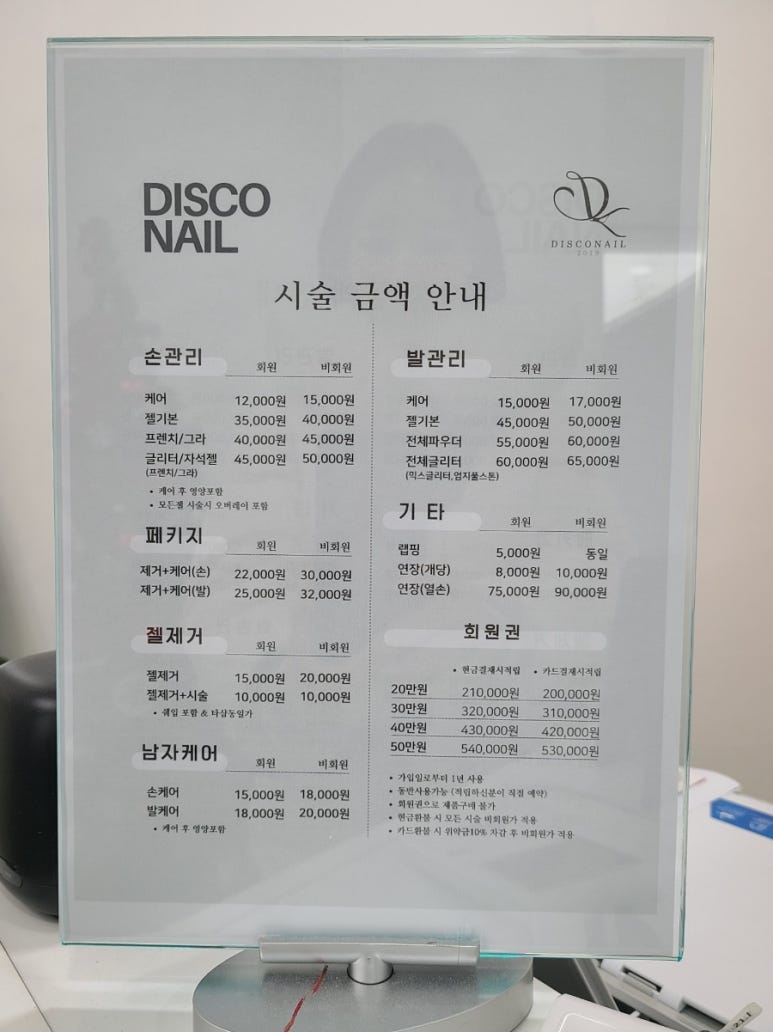 DISCO
NAIL
DK
DISCONAIL
2019
시술 금액 안내
손관리 회원 비회원
케어 12,000원 15,000원
젤기본 35,000원 40,000원
프렌치/그라 40,000원 45,000원
글리터/자석젤 45,000원 50,000원
(프렌치/그라)
• 케어 후 영양포함
• 모든젤 시술시 오버레이 포함
페키지 회원 비회원
제거+케어(손) 22,000원 30,000원
제거+케어(발) 25,000원 32,000원
젤제거 회원 비회원
젤제거 15,000원 20,000원
젤제거+시술 10,000원 10,000원
• 쉐입 포함 & 타샵동일가
남자케어 회원 비회원
손케어 15,000원 18,000원
발케어 18,000원 20,000원
• 케어 후 영양포함
발관리 회원 비회원
케어 15,000원 17,000원
젤기본 45,000원 50,000원
전체파우더 55,000원 60,000원
전체글리터 60,000원 65,000원
(믹스글리터,엄지풀스톤)
기 타 회원 비회원
랩핑 5,000원 동일
연장(개당) 8,000원 10,000원
연장(열손) 75,000원 90,000원
회원권
• 현금결재시적립 • 카드결재시적립
20만원 210,000원 200,000원
30만원 320,000원 310,000원
40만원 430,000원 420,000원
50만원 540,000원 530,000원
• 가입일로부터 1년 사용
• 동반사용가능 (적립하신분이 직접 예약)
• 회원권으로 제품구매 불가
• 현금환불 시 모든 시술 비회원가 적용
• 카드환불 시 위약금10% 차감 후 비회원가 적용